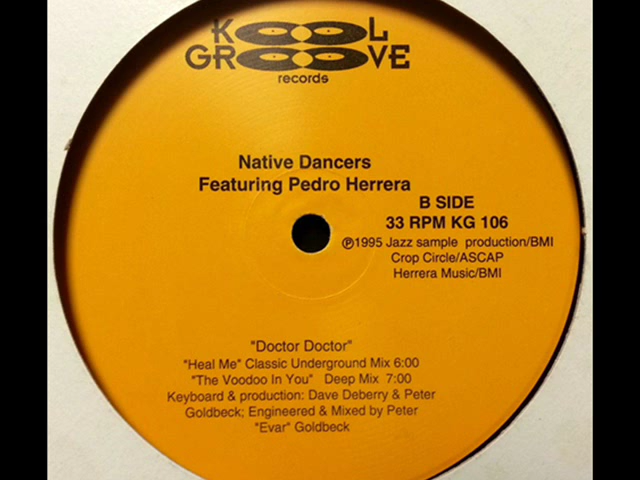 KOOL
GROOVE
records
Native Dancers
Featuring Pedro Herrera
B SIDE
33 RPM KG 106
℗1995 Jazz sample production/BMI
Crop Circle/ASCAP
Herrera Music/BMI
"Doctor Doctor"
"Heal Me" Classic Underground Mix 6:00
"The Voodoo In You" Deep Mix 7:00
Keyboard & production: Dave Deberry & Peter
Goldbeck; Engineered & Mixed by Peter
"Evar" Goldbeck